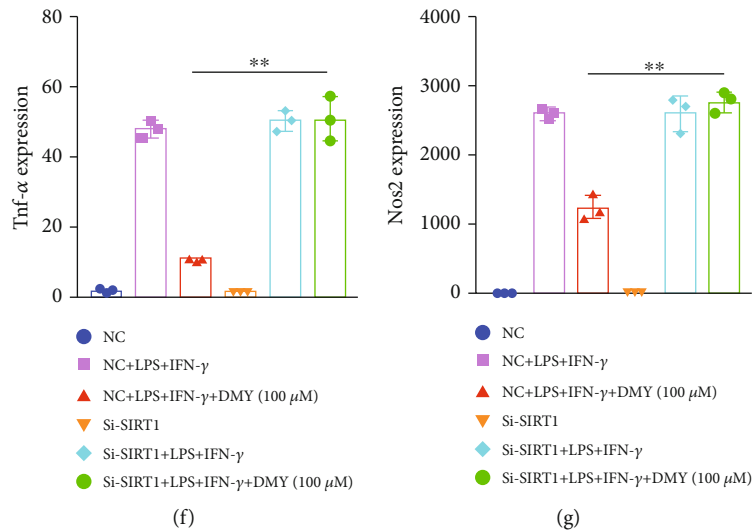 80
60
40
20
0
Tnf-α expression
**
NC
NC+LPS+IFN-γ
NC+LPS+IFN-γ+DMY (100 μM)
Si-SIRT1
Si-SIRT1+LPS+IFN-γ
Si-SIRT1+LPS+IFN-γ+DMY (100 μM)
(f)
4000
3000
2000
1000
0
Nos2 expression
**
NC
NC+LPS+IFN-γ
NC+LPS+IFN-γ+DMY (100 μM)
Si-SIRT1
Si-SIRT1+LPS+IFN-γ
Si-SIRT1+LPS+IFN-γ+DMY (100 μM)
(g)